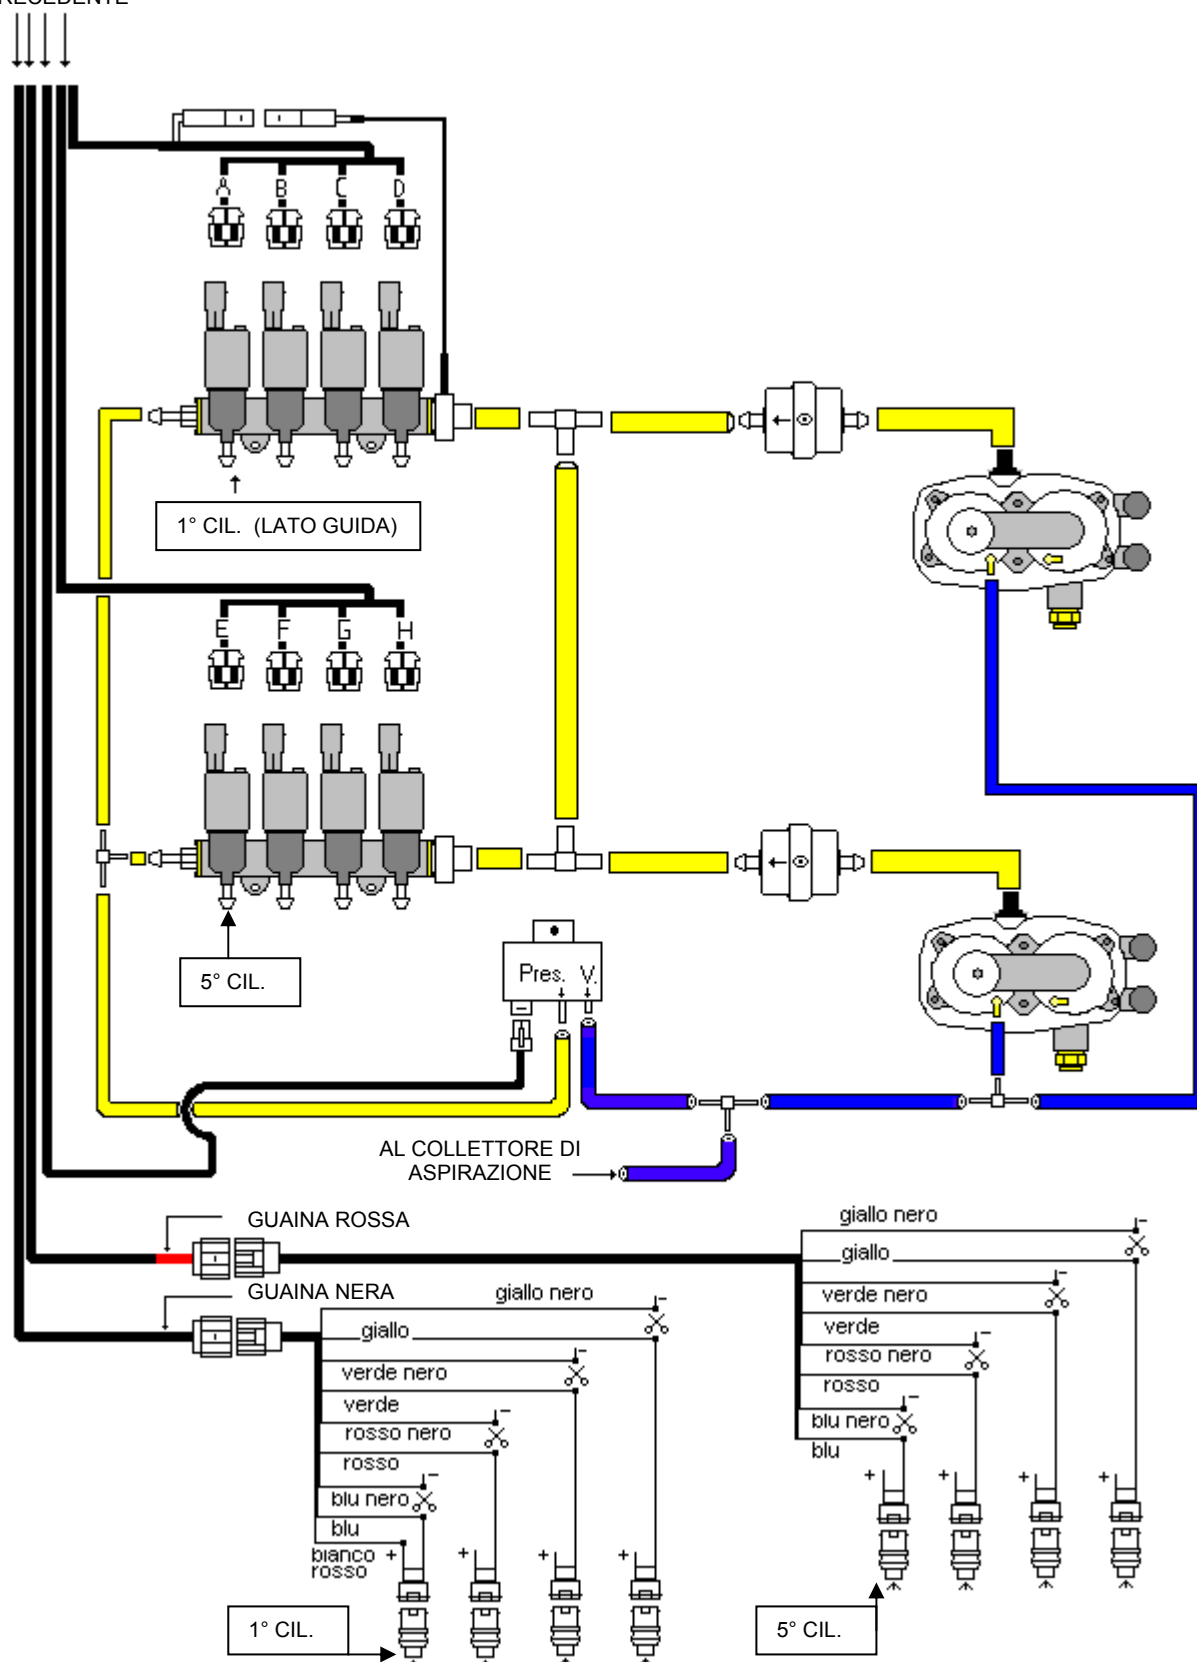 A B C D
1° CIL. (LATO GUIDA)
E F G H
5° CIL.
Pres. V.
AL COLLETTORE DI
ASPIRAZIONE
GUAINA ROSSA
giallo nero
giallo
verde nero
verde
rosso nero
rosso
blu nero
blu
GUAINA NERA
giallo nero
giallo
verde nero
verde
rosso nero
rosso
blu nero
blu
bianco
rosso
+ + + +
+ + + +
1° CIL.
5° CIL.